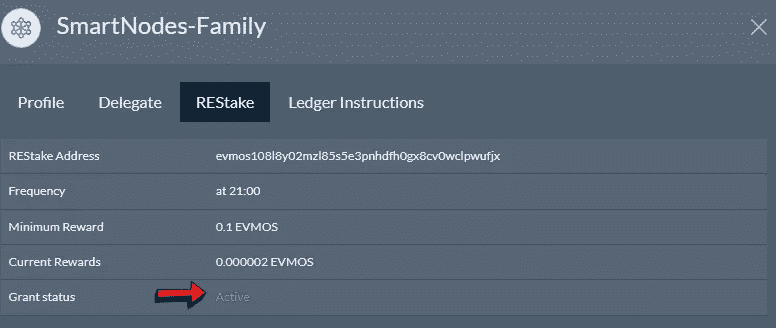 SmartNodes-Family
Profile Delegate REStake Ledger Instructions
REStake Address evmos108l8y02mzl85s5e3pnhdfh0gx8cv0wclpwufjx
Frequency at 21:00
Minimum Reward 0.1 EVMOS
Current Rewards 0.000002 EVMOS
Grant status Active